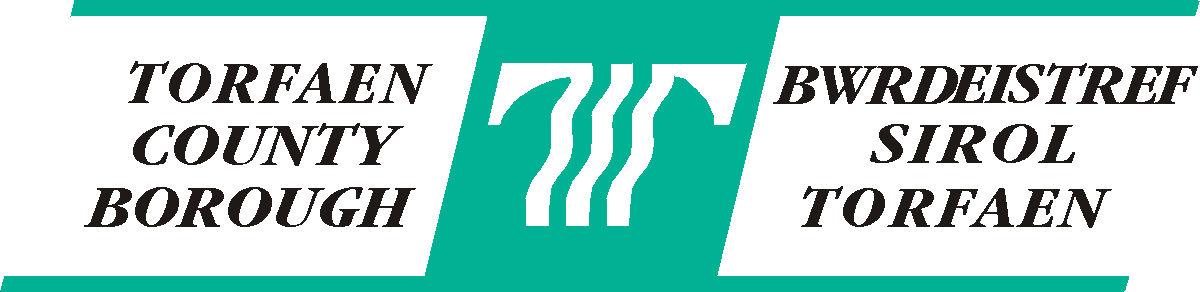 TORFAEN
COUNTY
BOROUGH
BWRDEISTREF
SIROL
TORFAEN